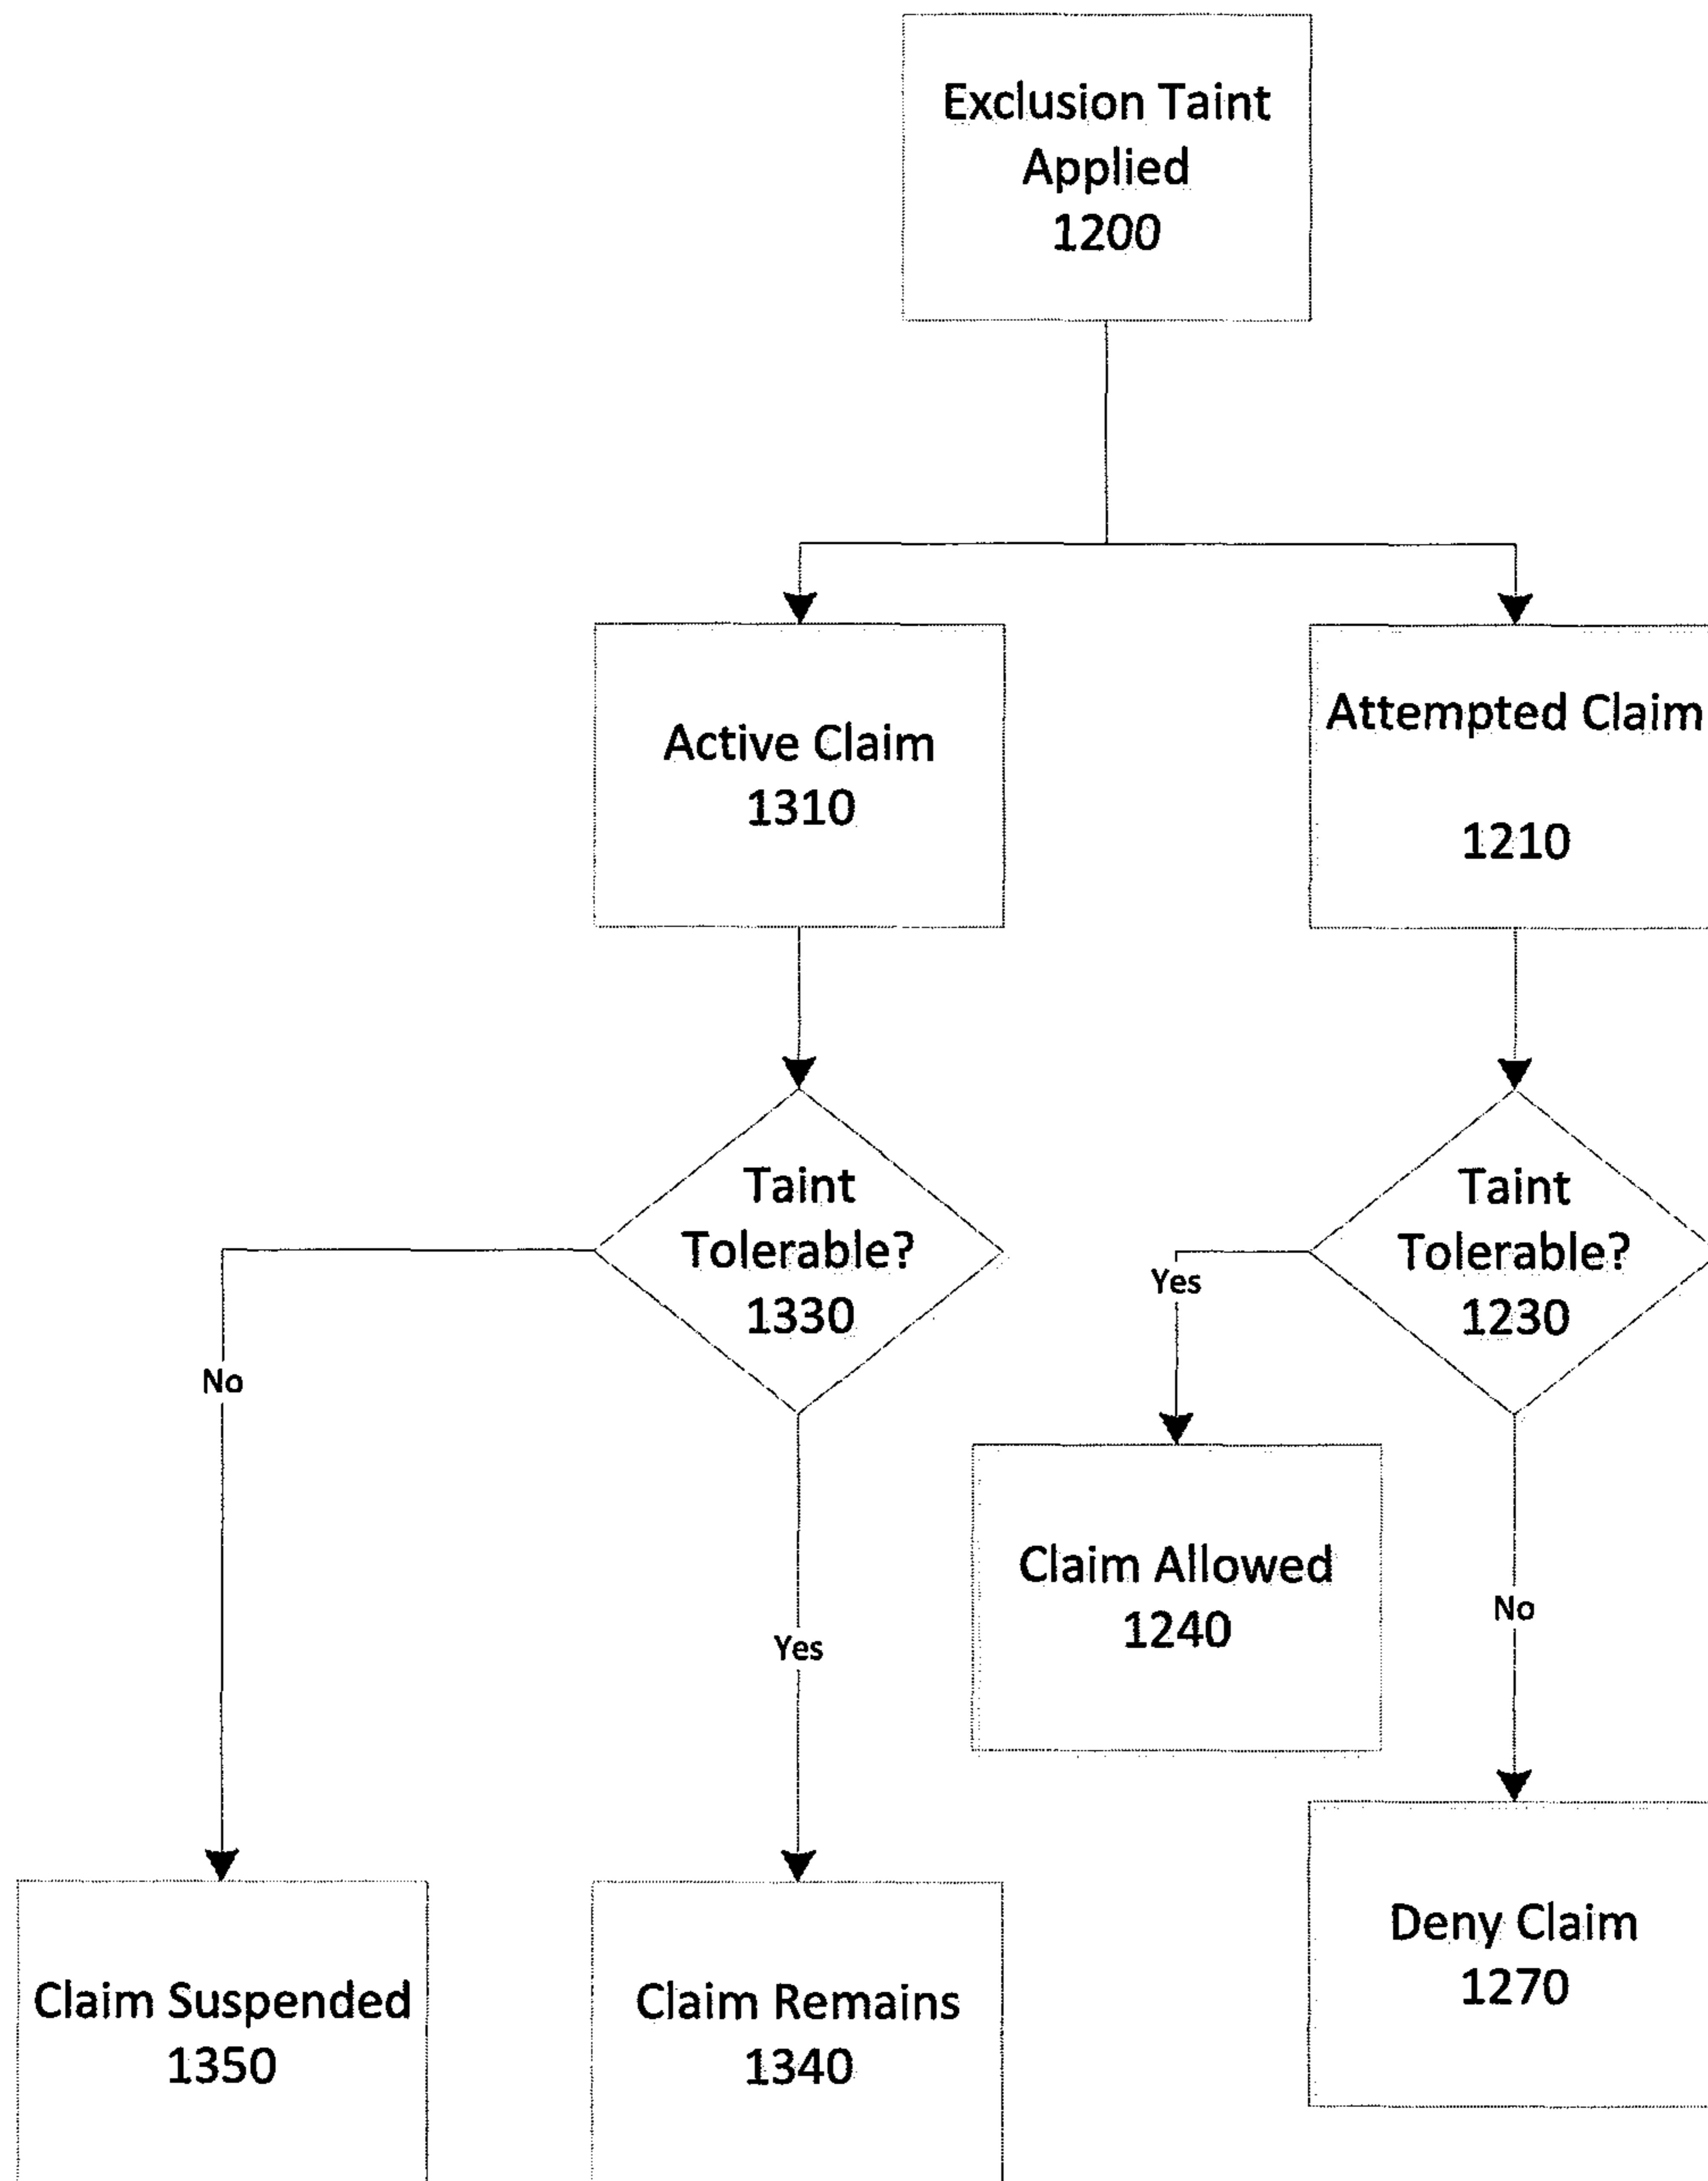 Exclusion Taint
Applied
1200
Active Claim
1310
Attempted Claim
1210
Taint
Tolerable?
1330
Taint
Tolerable?
1230
Yes
No
Claim Allowed
1240
No
Yes
Claim Suspended
1350
Claim Remains
1340
Deny Claim
1270